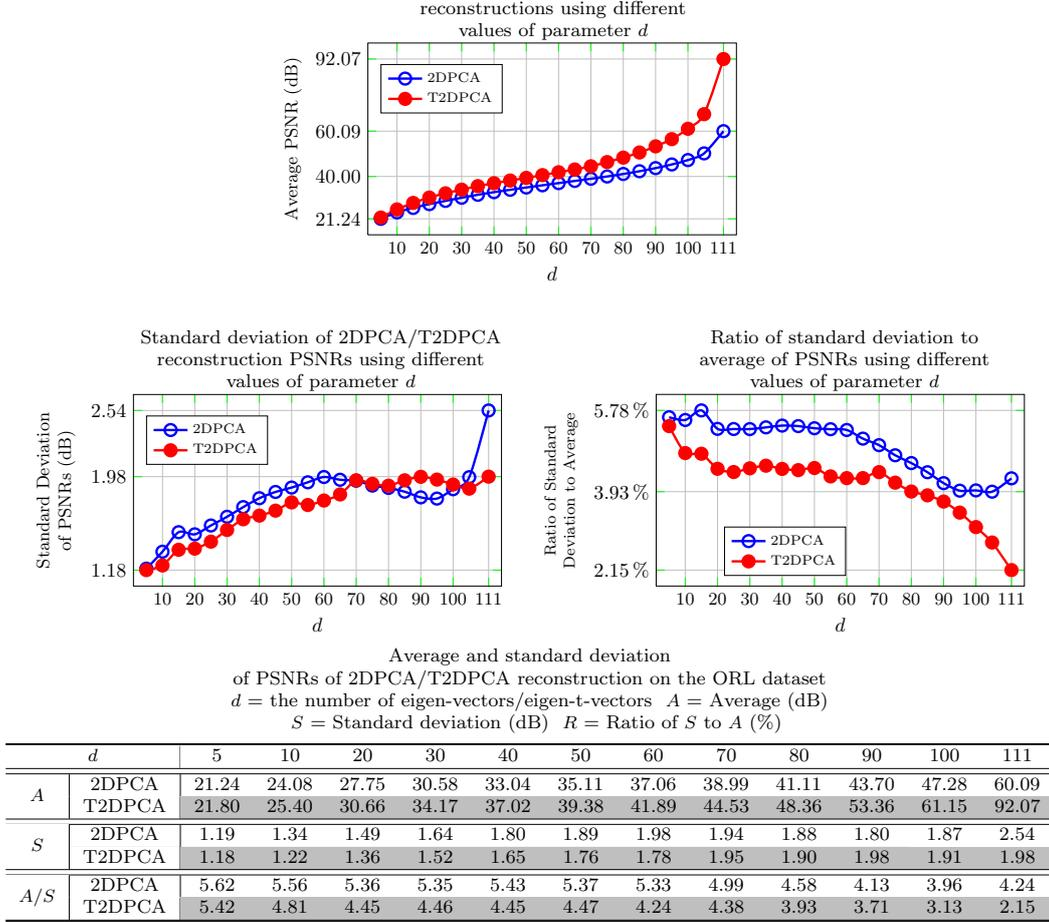 reconstructions using different
values of parameter d
92.07
60.09
40.00
21.24
Average PSNR (dB)
2DPCA
T2DPCA
10 20 30 40 50 60 70 80 90 100 111
d
Standard deviation of 2DPCA/T2DPCA
reconstruction PSNRs using different
values of parameter d
2.54
1.98
1.18
Standard Deviation
of PSNRs (dB)
2DPCA
T2DPCA
10 20 30 40 50 60 70 80 90 100 111
d
Ratio of standard deviation to
average of PSNRs using different
values of parameter d
5.78 %
3.93 %
2.15 %
Ratio of Standard
Deviation to Average
2DPCA
T2DPCA
10 20 30 40 50 60 70 80 90 100 111
d
Average and standard deviation
of PSNRs of 2DPCA/T2DPCA reconstruction on the ORL dataset
d = the number of eigen-vectors/eigen-t-vectors A = Average (dB)
S = Standard deviation (dB) R = Ratio of S to A (%)
d 5 10 20 30 40 50 60 70 80 90 100 111
A
2DPCA 21.24 24.08 27.75 30.58 33.04 35.11 37.06 38.99 41.11 43.70 47.28 60.09
T2DPCA 21.80 25.40 30.66 34.17 37.02 39.38 41.89 44.53 48.36 53.36 61.15 92.07
S
2DPCA 1.19 1.34 1.49 1.64 1.80 1.89 1.98 1.94 1.88 1.80 1.87 2.54
T2DPCA 1.18 1.22 1.36 1.52 1.65 1.76 1.78 1.95 1.90 1.98 1.91 1.98
A/S
2DPCA 5.62 5.56 5.36 5.35 5.43 5.37 5.33 4.99 4.58 4.13 3.96 4.24
T2DPCA 5.42 4.81 4.45 4.46 4.45 4.47 4.24 4.38 3.93 3.71 3.13 2.15